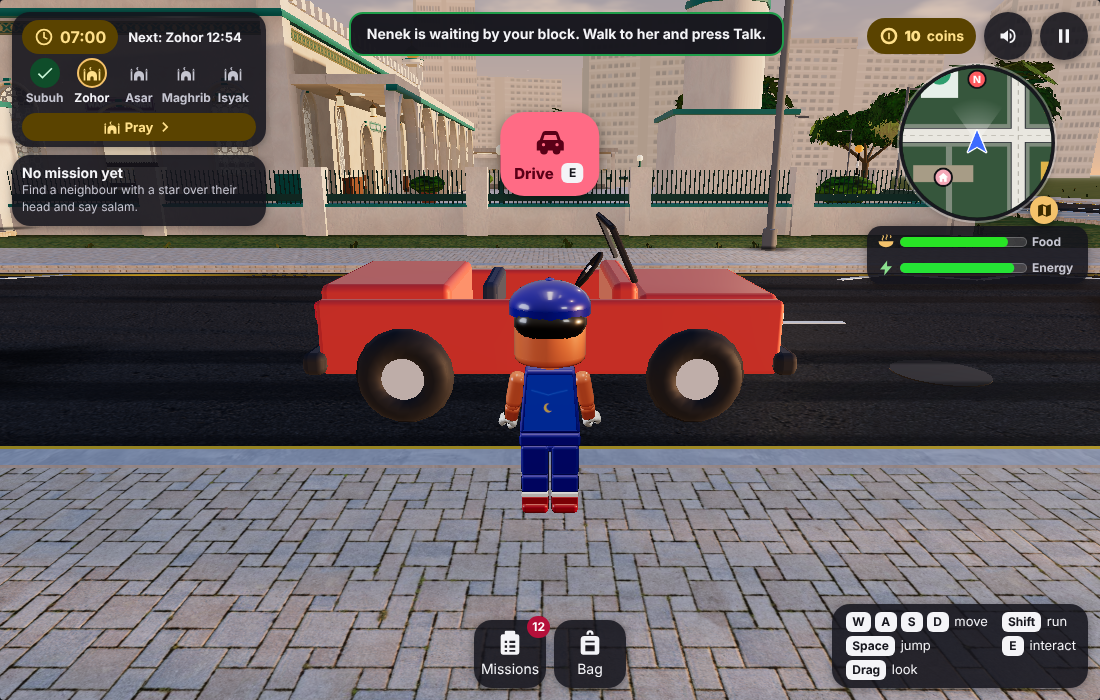 07:00
Next: Zohor 12:54
Subuh
Zohor
Asar
Maghrib
Isyak
Pray
No mission yet
Find a neighbour with a star over their
head and say salam.
Nenek is waiting by your block. Walk to her and press Talk.
Drive E
10 coins
N
Food
Energy
12
Missions
Bag
W A S D move
Shift run
Space jump
E interact
Drag look